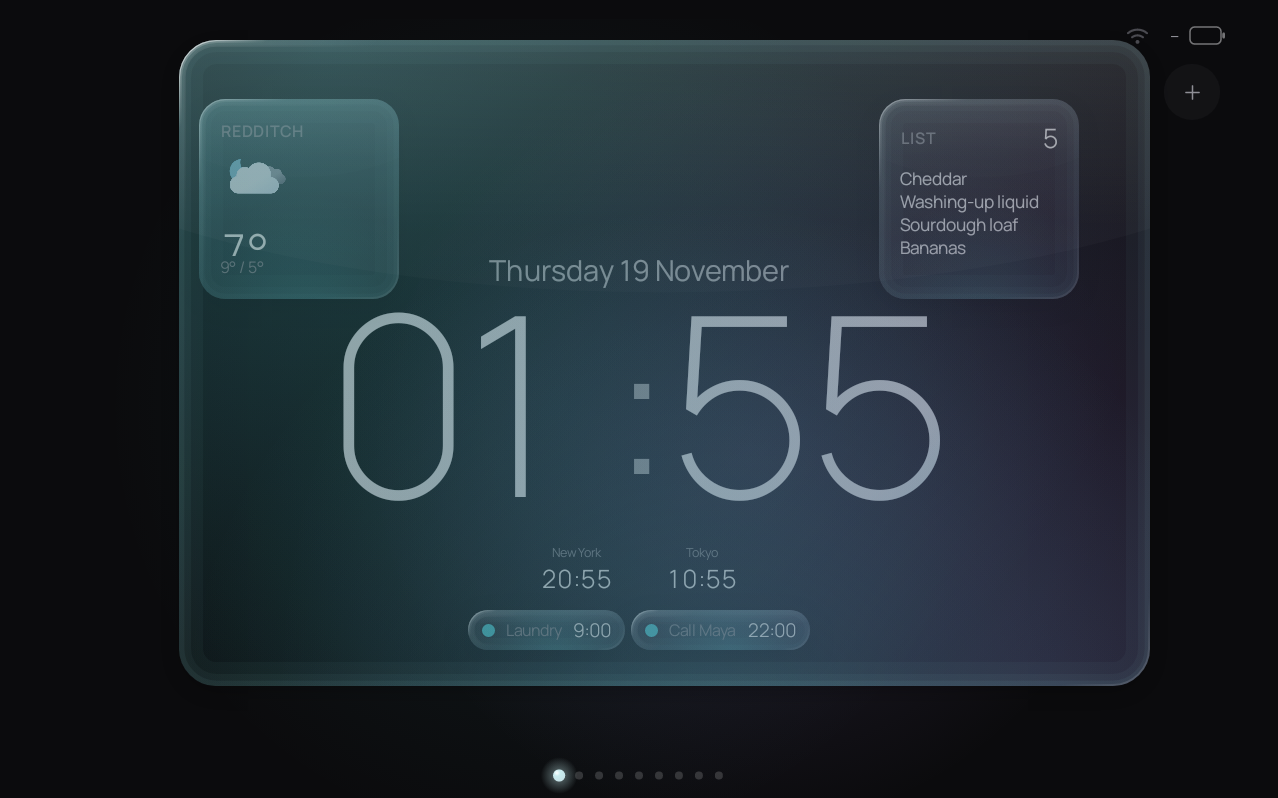 REDDITCH
7°
9° / 5°
LIST
5
Cheddar
Washing-up liquid
Sourdough loaf
Bananas
Thursday 19 November
01:55
New York
20:55
Tokyo
10:55
Laundry 9:00
Call Maya 22:00
–
+